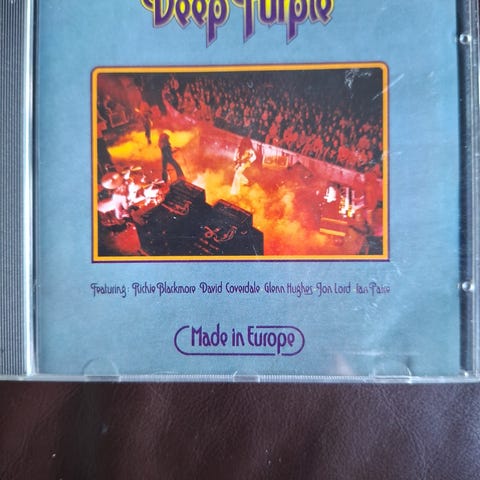 Deep Purple
Featuring: Ritchie Blackmore David Coverdale Glenn Hughes Jon Lord Ian Paice
Made in Europe